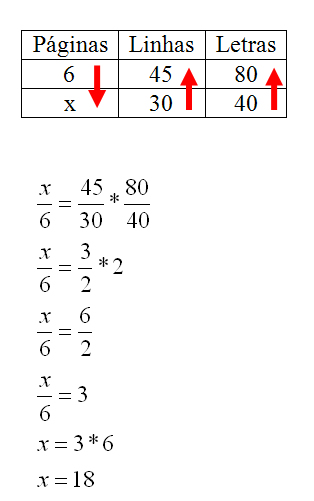 Páginas Linhas Letras
6 45 80
x 30 40
x/6 = 45/30 * 80/40
x/6 = 3/2 * 2
x/6 = 6/2
x/6 = 3
x = 3 * 6
x = 18